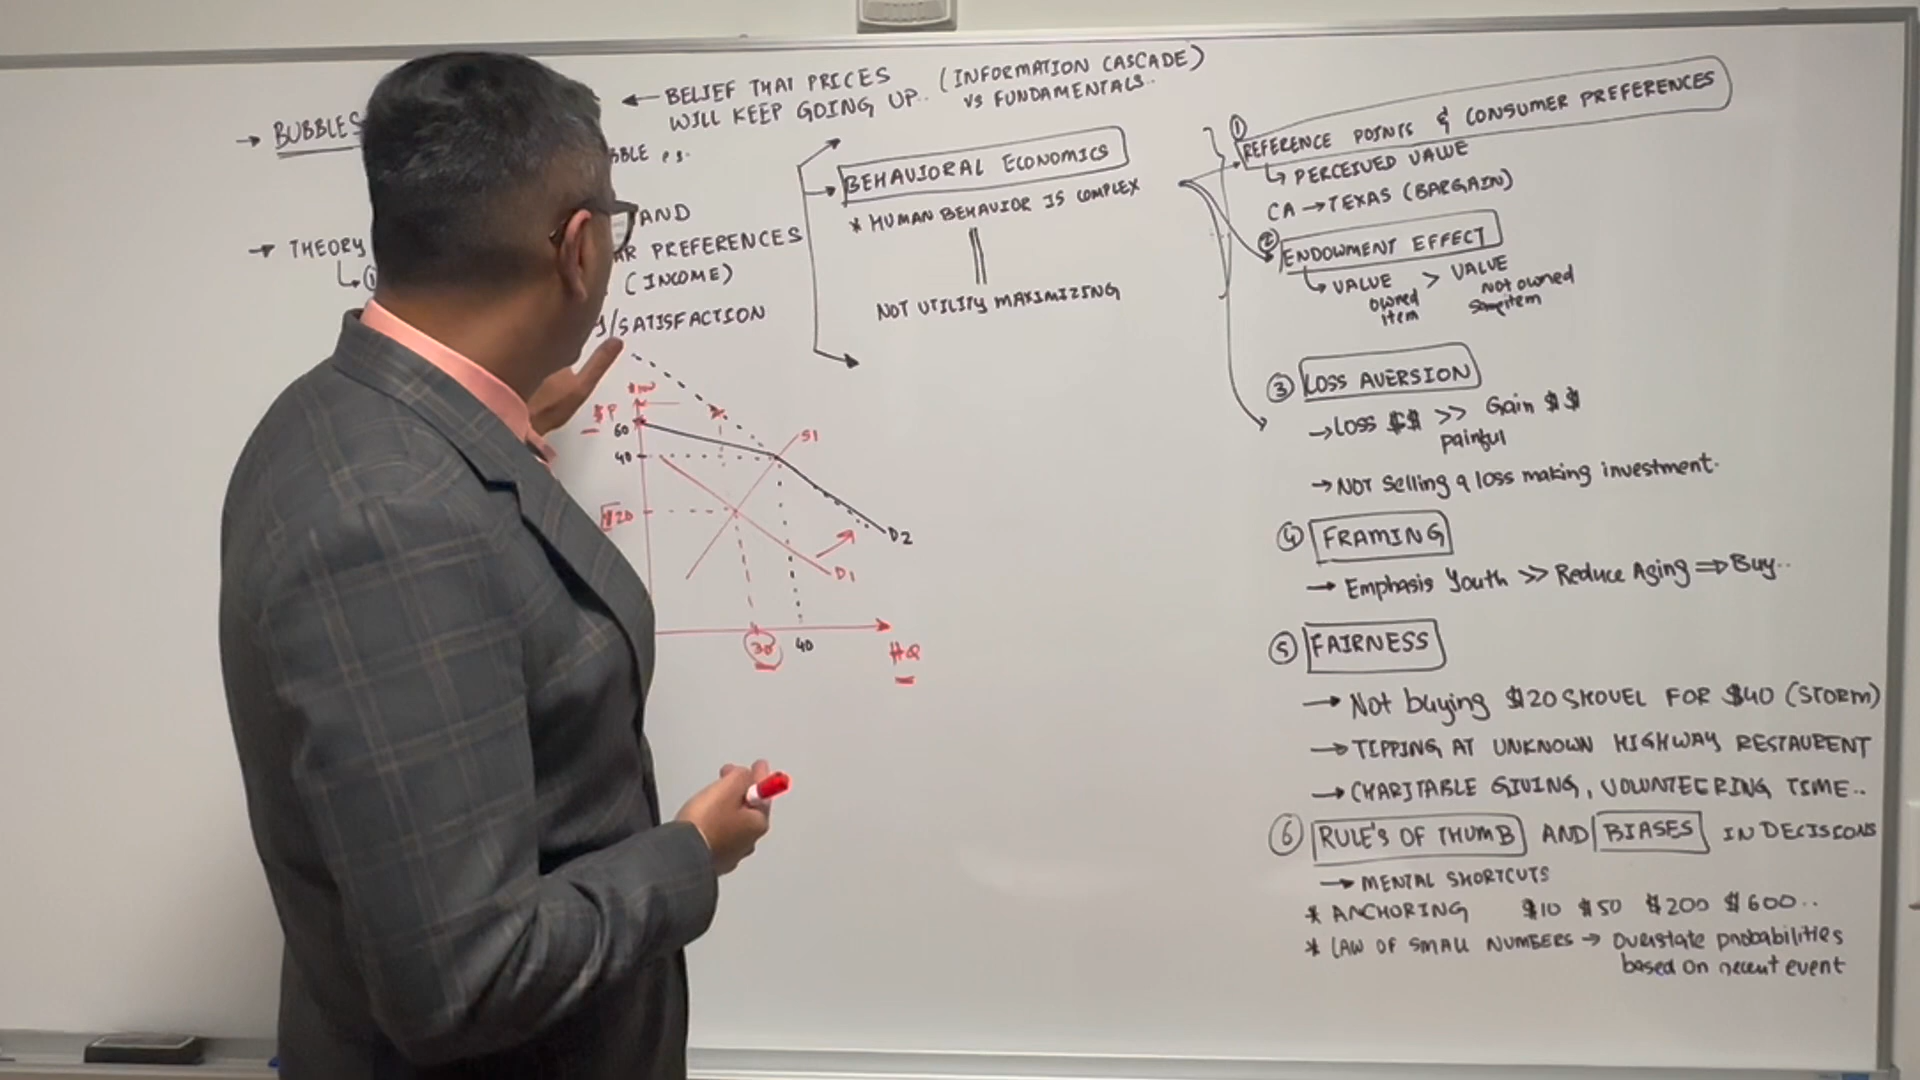 ← BELIEF THAT PRICES
WILL KEEP GOING UP.. (INFORMATION CASCADE)
VS FUNDAMENTALS..
→ BUBBLES
→ THEORY
↳ ①
AND
PREFERENCES
(INCOME)
/SATISFACTION
BEHAVIORAL ECONOMICS
* HUMAN BEHAVIOR IS COMPLEX
NOT UTILITY MAXIMIZING
$P
60
40
$20
S1
D2
D1
30
40
HQ
① REFERENCE POINTS & CONSUMER PREFERENCES
↳ PERCEIVED VALUE
CA → TEXAS (BARGAIN)
② ENDOWMENT EFFECT
↳ VALUE > VALUE
owned item
NOT owned same item
③ LOSS AVERSION
→ Loss $$ >> Gain $$
painful
→ NOT Selling a loss making investment.
④ FRAMING
→ Emphasis Youth >> Reduce Aging ⇒ Buy..
⑤ FAIRNESS
→ Not buying $20 SHOVEL FOR $40 (STORM)
→ TIPPING AT UNKNOWN HIGHWAY RESTAURENT
→ CHARITABLE GIVING, VOLUNTEERING TIME..
⑥ RULE'S OF THUMB AND BIASES IN DECISIONS
→ MENTAL SHORTCUTS
* ANCHORING $10 $50 $200 $600..
* LAW OF SMALL NUMBERS → overstate probabilities
based on recent event